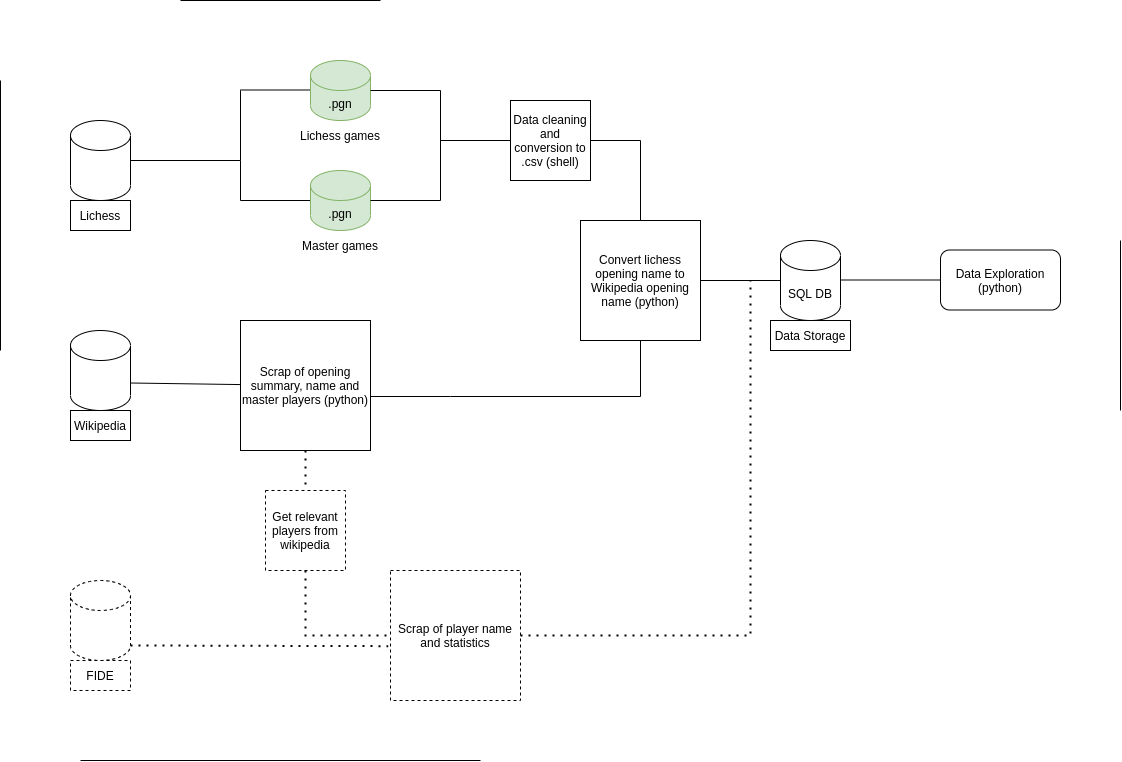 .pgn
Lichess games
Data cleaning
and
conversion to
.csv (shell)
Lichess
.pgn
Master games
Convert lichess
opening name to
Wikipedia opening
name (python)
SQL DB
Data Storage
Data Exploration
(python)
Wikipedia
Scrap of opening
summary, name and
master players (python)
Get relevant
players from
wikipedia
FIDE
Scrap of player name
and statistics